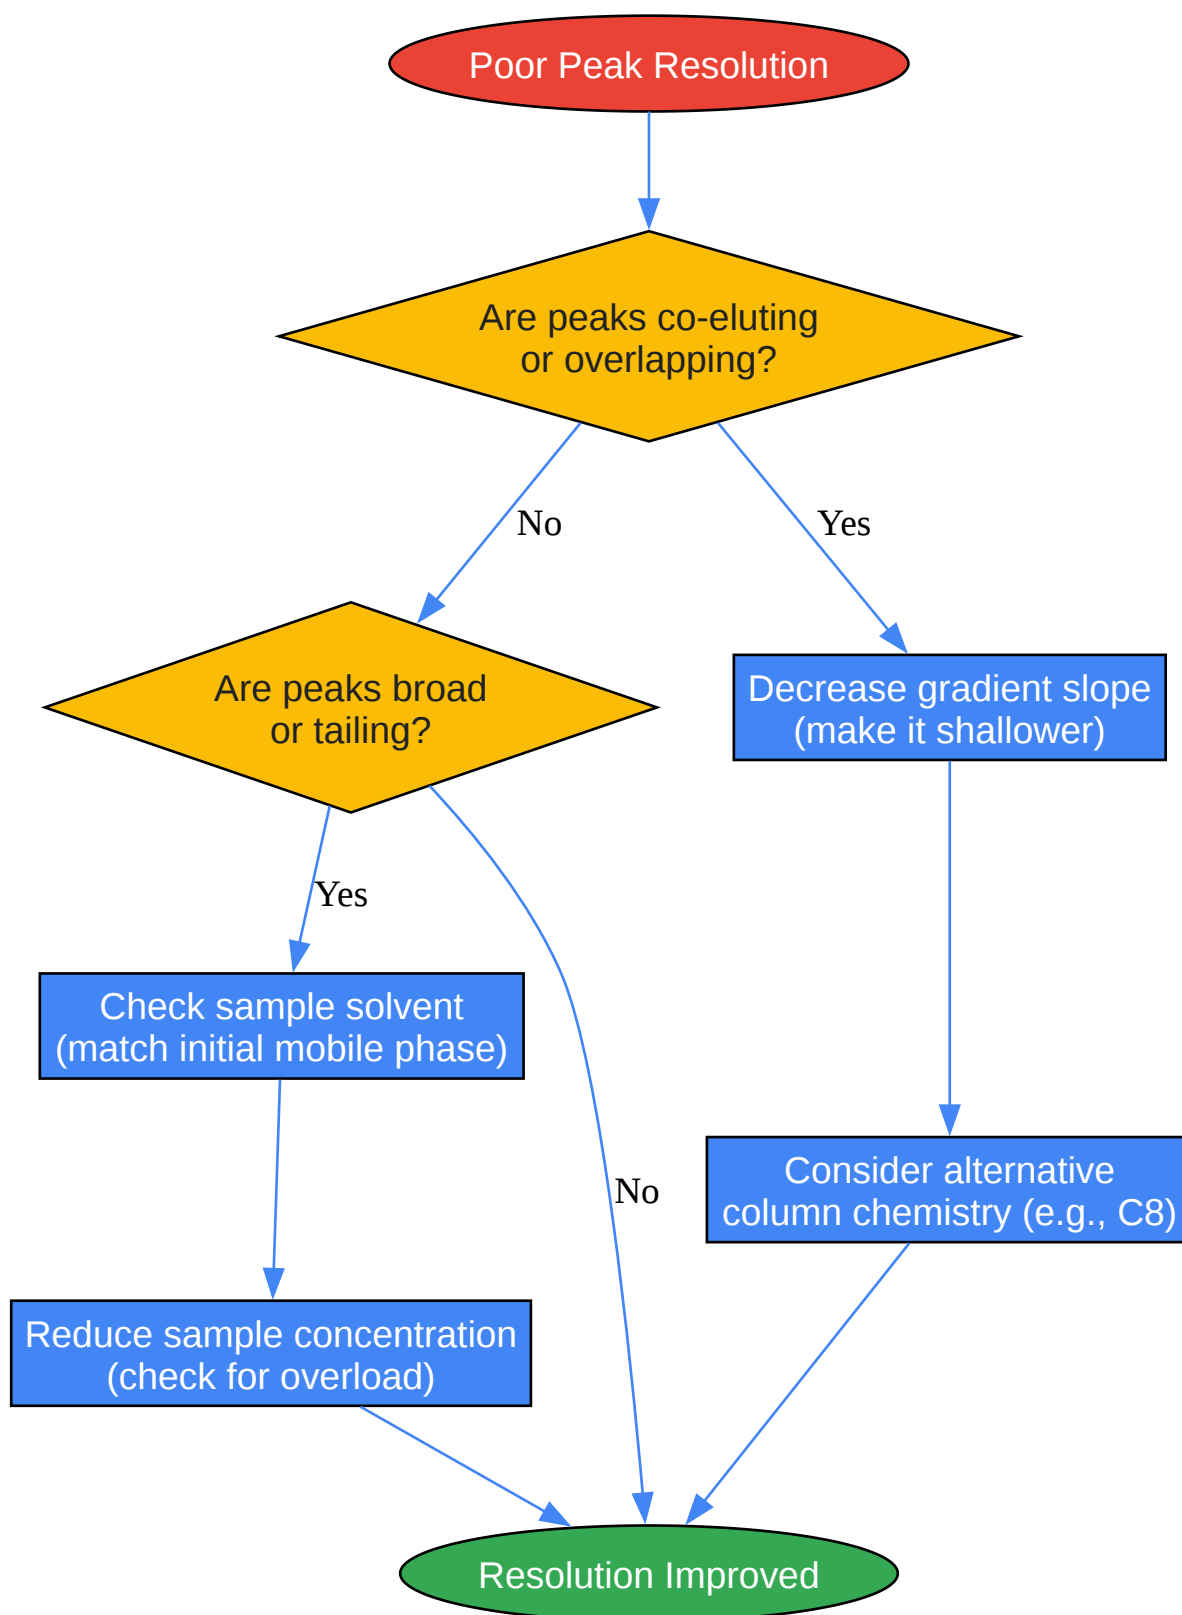 Poor Peak Resolution
Are peaks co-eluting
or overlapping?
No
Yes
Are peaks broad
or tailing?
Decrease gradient slope
(make it shallower)
Yes
Check sample solvent
(match initial mobile phase)
No
Consider alternative
column chemistry (e.g., C8)
Reduce sample concentration
(check for overload)
Resolution Improved